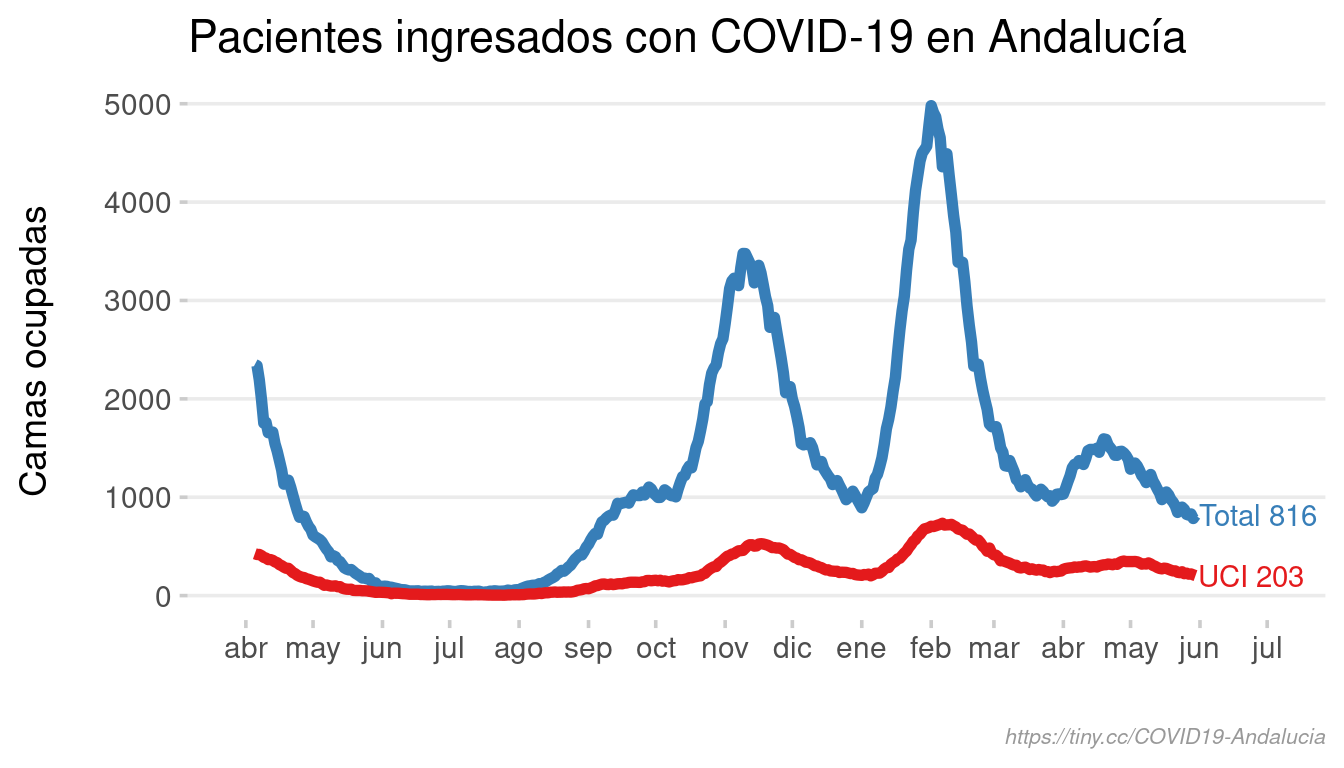 Pacientes ingresados con COVID-19 en Andalucía
Camas ocupadas
5000
4000
3000
2000
1000
0
Total 816
UCI 203
abr may jun jul ago sep oct nov dic ene feb mar abr may jun jul
https://tiny.cc/COVID19-Andalucia